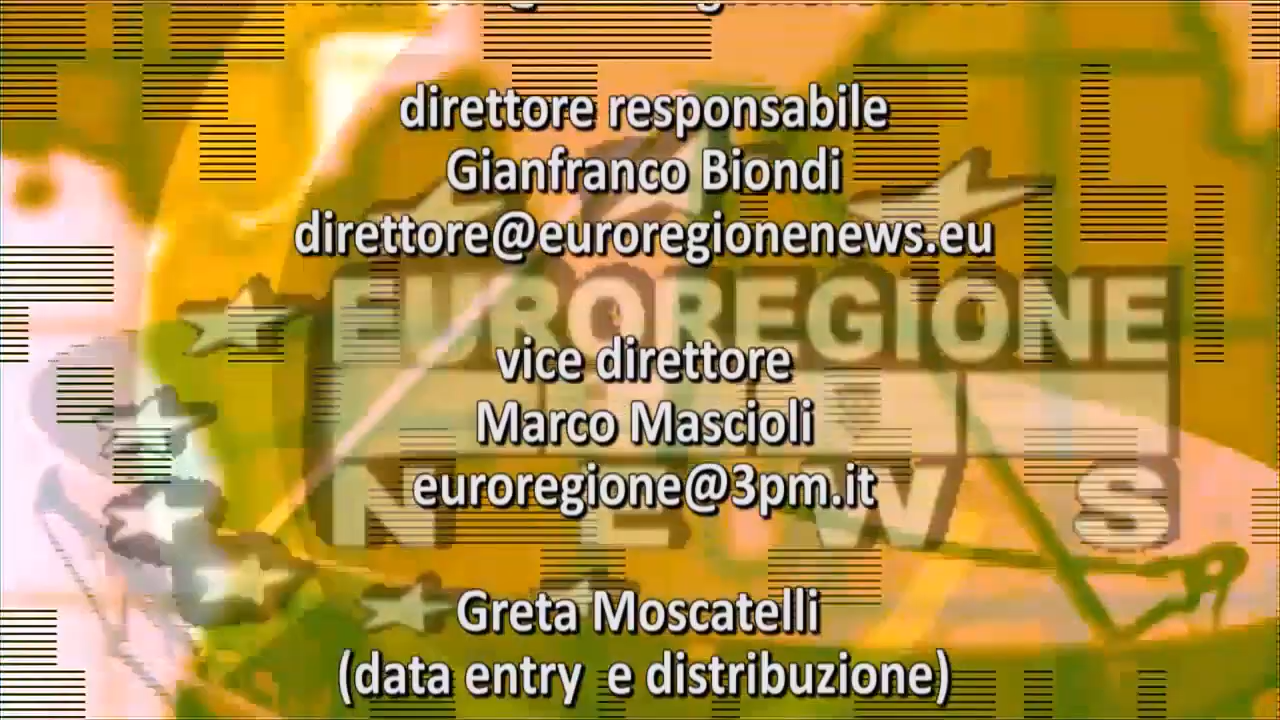 direttore responsabile
Gianfranco Biondi
direttore@euroregionenews.eu
EUROREGIONE
vice direttore
Marco Mascioli
euroregione@3pm.it
NEWS
Greta Moscatelli
(data entry e distribuzione)